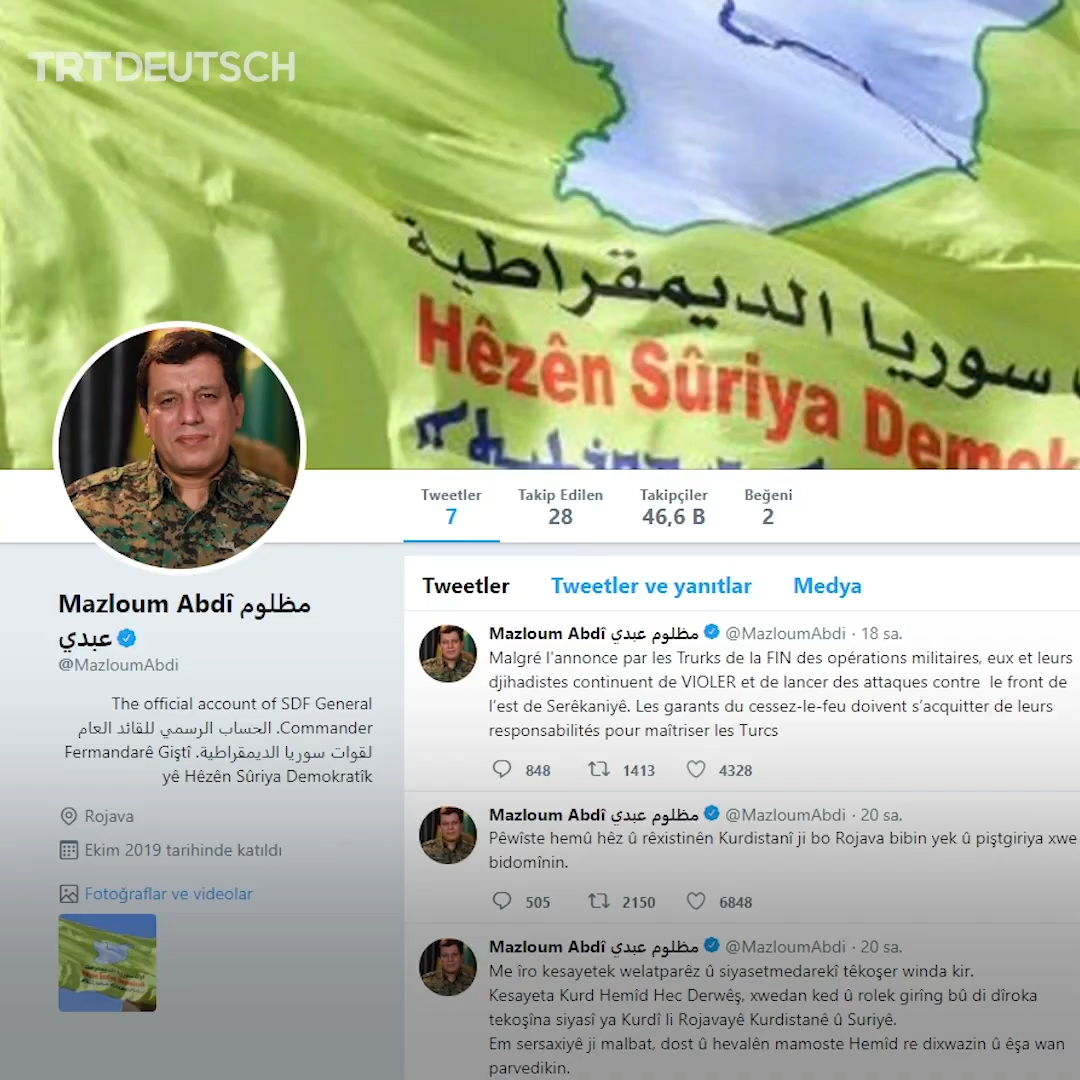 TRT DEUTSCH
سوريا الديمقراطية
Hêzên Sûriya
Mazloum Abdî مظلوم
عبدي
@MazloumAbdi
The official account of SDF General
Commander. الحساب الرسمي للقائد العام
لقوات سوريا الديمقراطية. Fermandarê Giştî
yê Hêzên Sûriya Demokratîk
Rojava
Ekim 2019 tarihinde katıldı
Fotoğraflar ve videolar
Tweetler Takip Edilen Takipçiler Beğeni
7 28 46,6 B 2
Tweetler Tweetler ve yanıtlar Medya
Mazloum Abdî مظلوم عبدي @MazloumAbdi · 18 sa.
Malgré l'annonce par les Trurks de la FIN des opérations militaires, eux et leurs
djihadistes continuent de VIOLER et de lancer des attaques contre le front de
l’est de Serêkaniyê. Les garants du cessez-le-feu doivent s’acquitter de leurs
responsabilités pour maîtriser les Turcs
848 1413 4328
Mazloum Abdî مظلوم عبدي @MazloumAbdi · 20 sa.
Pêwîste hemû hêz û rêxistinên Kurdistanî ji bo Rojava bibin yek û piştgiriya xwe
bidomînin.
505 2150 6848
Mazloum Abdî مظلوم عبدي @MazloumAbdi · 20 sa.
Me îro kesayetek welatparêz û siyasetmedarekî têkoşer winda kir.
Kesayeta Kurd Hemîd Hec Derwêş, xwedan ked û rolek girîng bû di dîroka
tekoşîna siyasî ya Kurdî li Rojavayê Kurdistanê û Suriyê.
Em sersaxiyê ji malbat, dost û hevalên mamoste Hemîd re dixwazin û êşa wan
parvedikin.